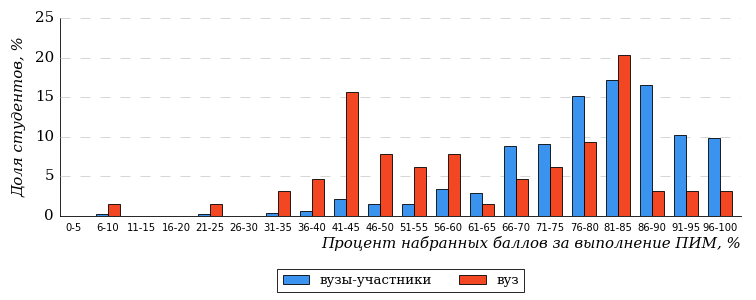 Доля студентов, %
25
20
15
10
5
0
0-5 6-10 11-15 16-20 21-25 26-30 31-35 36-40 41-45 46-50 51-55 56-60 61-65 66-70 71-75 76-80 81-85 86-90 91-95 96-100
Процент набранных баллов за выполнение ПИМ, %
вузы-участники вуз